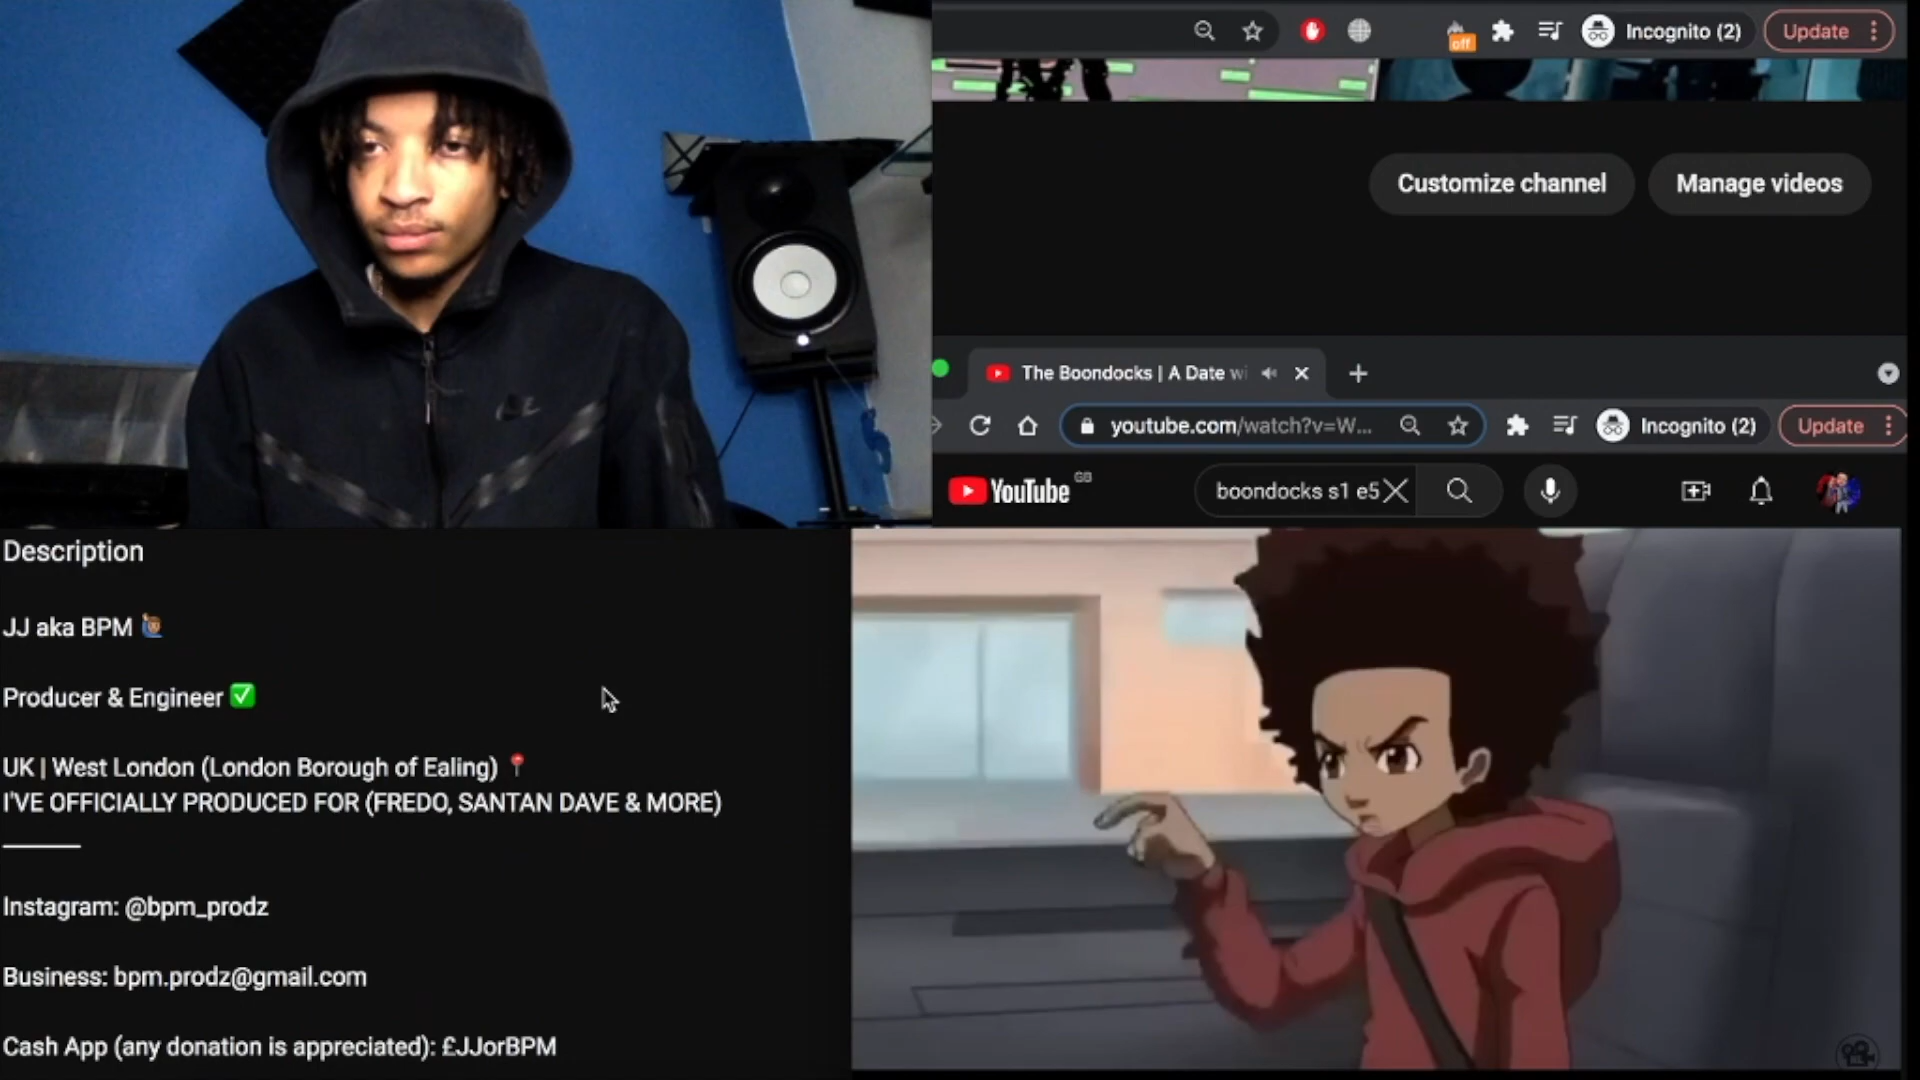 Incognito (2)
Update
off
Customize channel
Manage videos
The Boondocks | A Date wi
youtube.com/watch?v=W...
Incognito (2)
Update
YouTube GB
boondocks s1 e5
Description
JJ aka BPM 🙋🏽‍♂️
Producer & Engineer ✅
UK | West London (London Borough of Ealing) 📍
I'VE OFFICIALLY PRODUCED FOR (FREDO, SANTAN DAVE & MORE)
Instagram: @bpm_prodz
Business: bpm.prodz@gmail.com
Cash App (any donation is appreciated): £JJorBPM